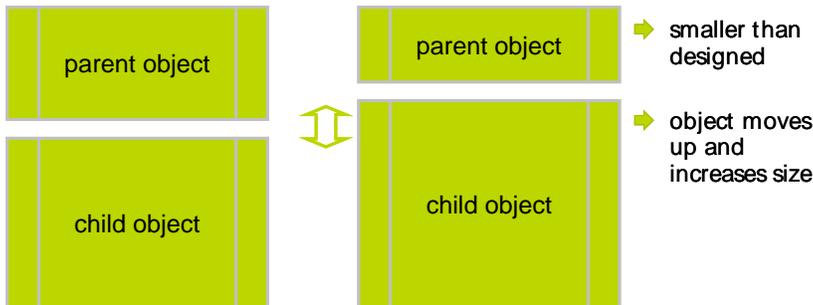 parent object
child object
parent object
child object
smaller than
designed
object moves
up and
increases size